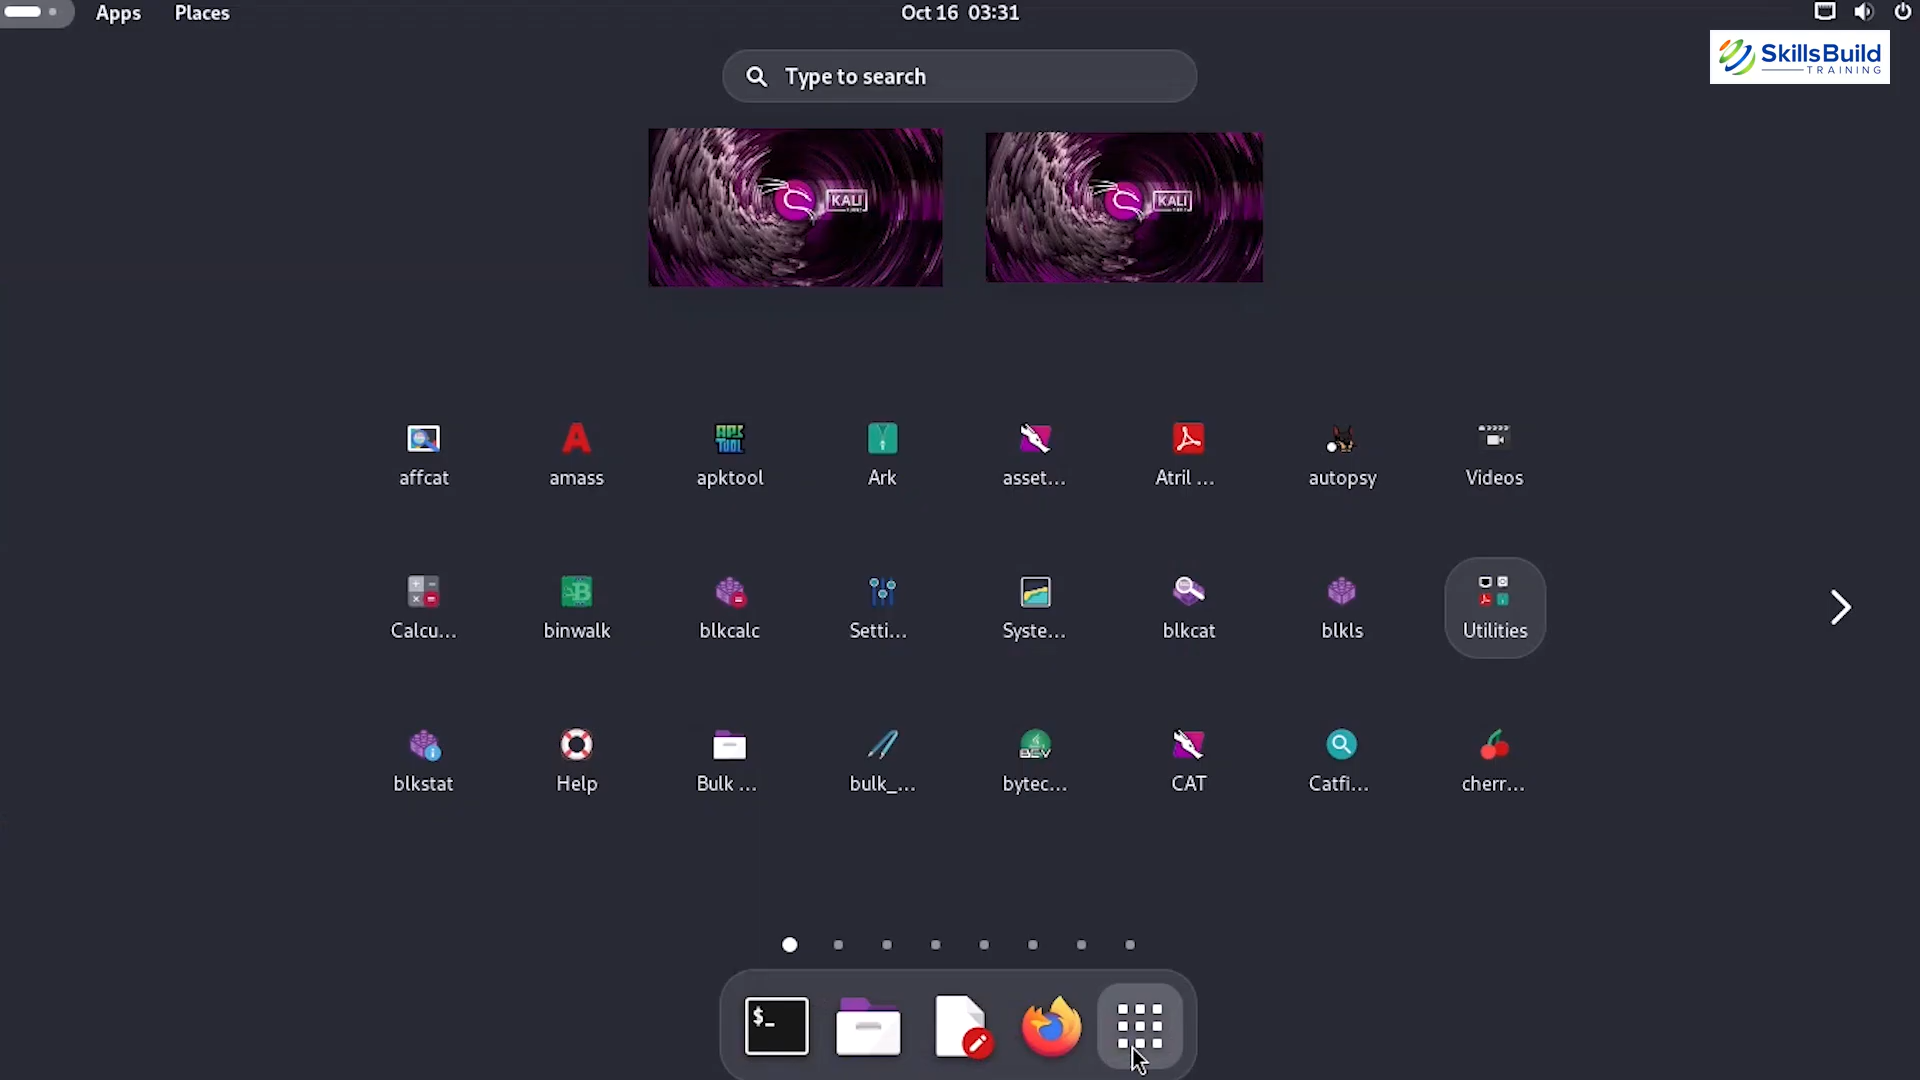 Apps Places Oct 16 03:31
SkillsBuild
TRAINING
Type to search
KALI KALI
affcat amass apktool Ark asset... Atril ... autopsy Videos
Calcu... binwalk blkcalc Setti... Syste... blkcat blkls Utilities
blkstat Help Bulk ... bulk_... bytec... CAT Catfi... cherr...
$_